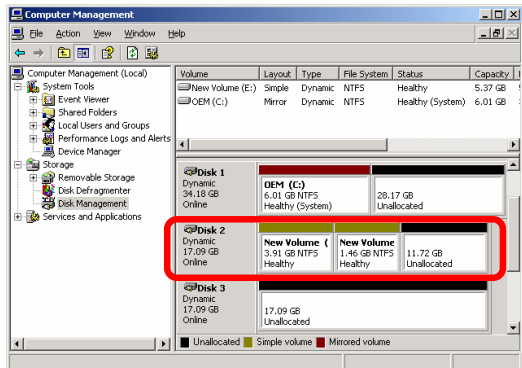 Computer Management
File Action View Window Help
Computer Management (Local)
System Tools
Event Viewer
Shared Folders
Local Users and Groups
Performance Logs and Alerts
Device Manager
Storage
Removable Storage
Disk Defragmenter
Disk Management
Services and Applications
Volume Layout Type File System Status Capacity
New Volume (E:) Simple Dynamic NTFS Healthy 5.37 GB
OEM (C:) Mirror Dynamic NTFS Healthy (System) 6.01 GB
Disk 1
Dynamic
34.18 GB
Online
OEM (C:)
6.01 GB NTFS
Healthy (System)
28.17 GB
Unallocated
Disk 2
Dynamic
17.09 GB
Online
New Volume (
3.91 GB NTFS
Healthy
New Volume
1.46 GB NTFS
Healthy
11.72 GB
Unallocated
Disk 3
Dynamic
17.09 GB
Online
17.09 GB
Unallocated
Unallocated Simple volume Mirrored volume